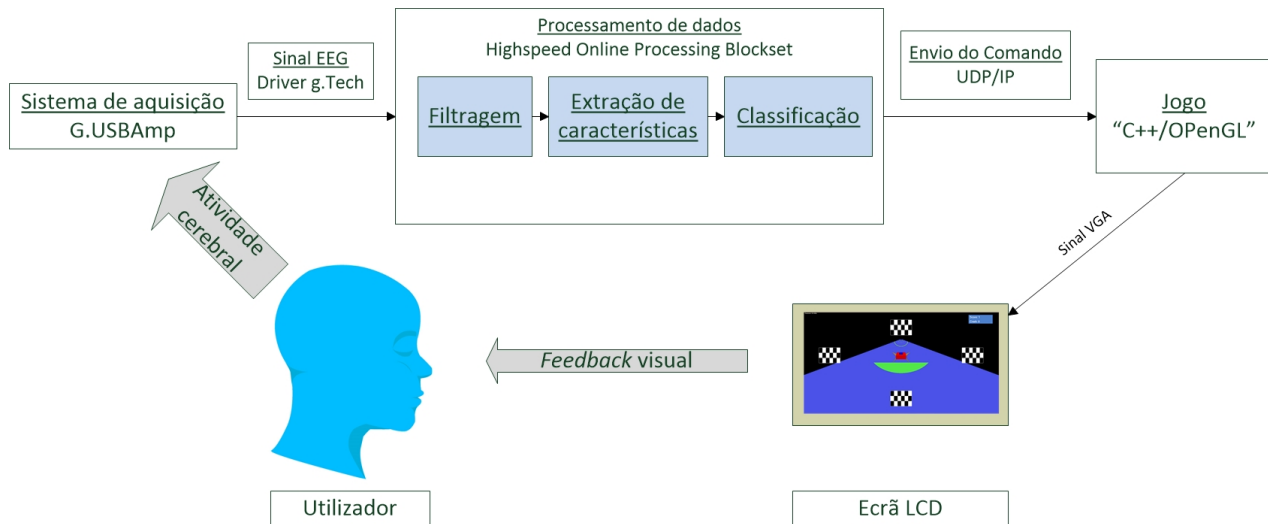 Processamento de dados
Highspeed Online Processing Blockset
Sinal EEG
Driver g.Tech
Envio do Comando
UDP/IP
Sistema de aquisição
G.USBAmp
Filtragem
Extração de
características
Classificação
Jogo
“C++/OPenGL”
Atividade
cerebral
Sinal VGA
Feedback visual
Utilizador
Ecrã LCD